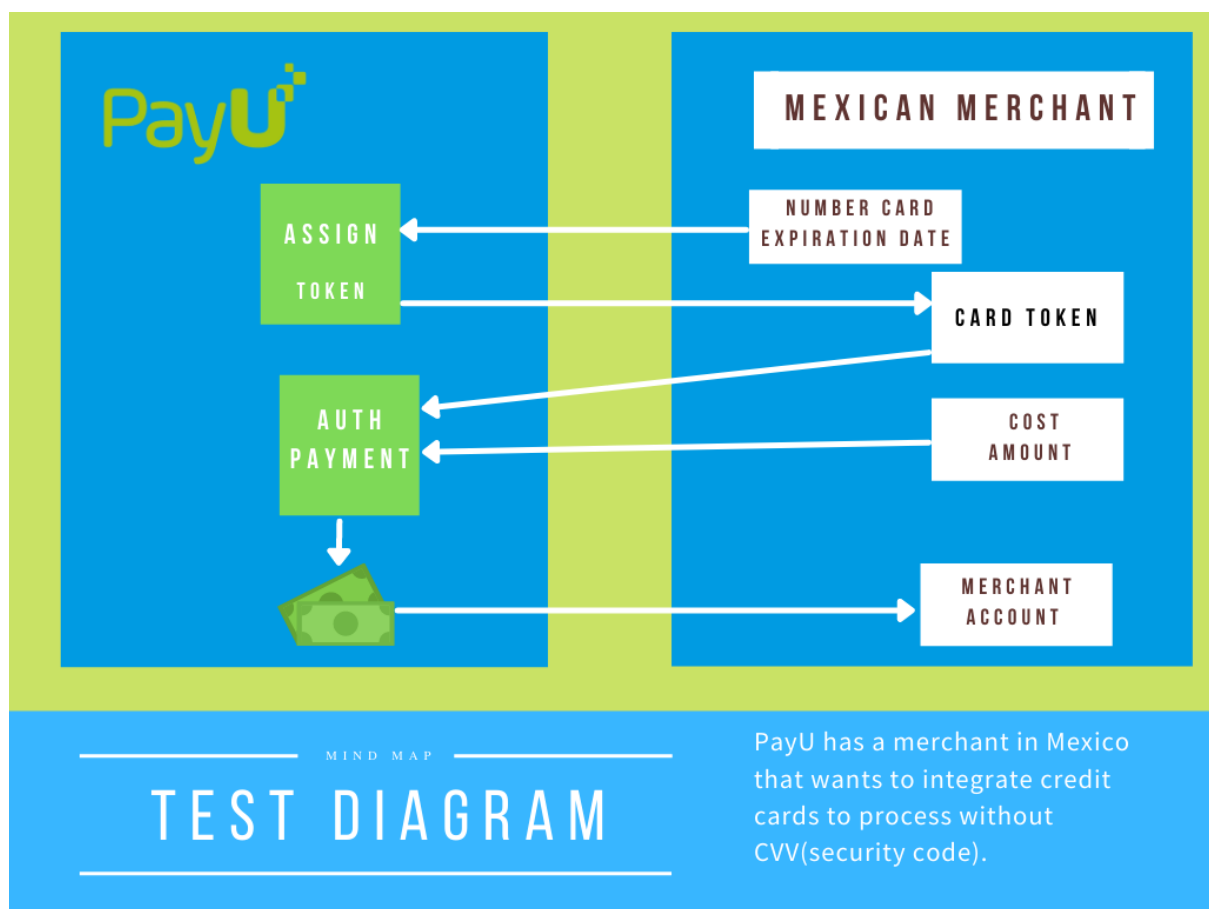 PayU
MEXICAN MERCHANT
NUMBER CARD
EXPIRATION DATE
ASSIGN
TOKEN
CARD TOKEN
AUTH
PAYMENT
COST
AMOUNT
MERCHANT
ACCOUNT
MIND MAP
TEST DIAGRAM
PayU has a merchant in Mexico
that wants to integrate credit
cards to process without
CVV(security code).